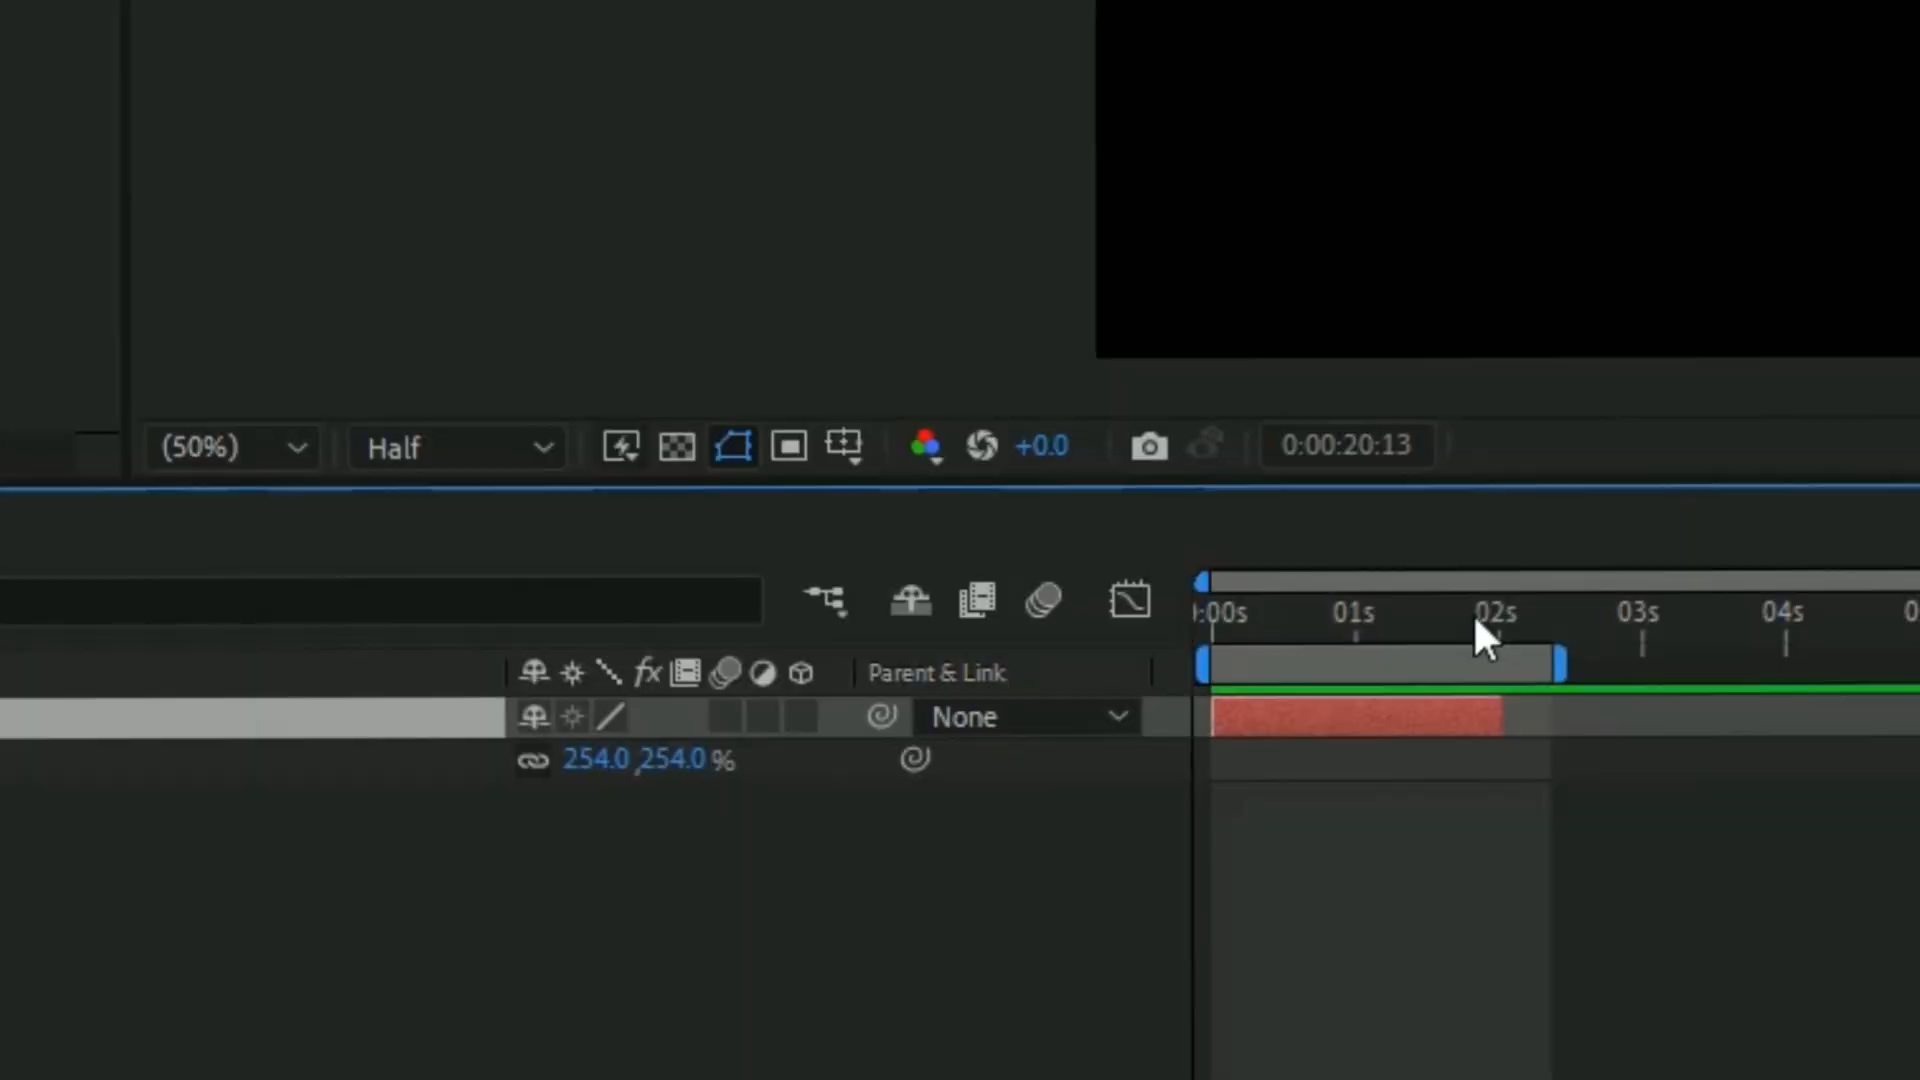 (50%) Half +0.0 0:00:20:13
:00s 01s 02s 03s 04s
fx Parent & Link
None
254.0,254.0%